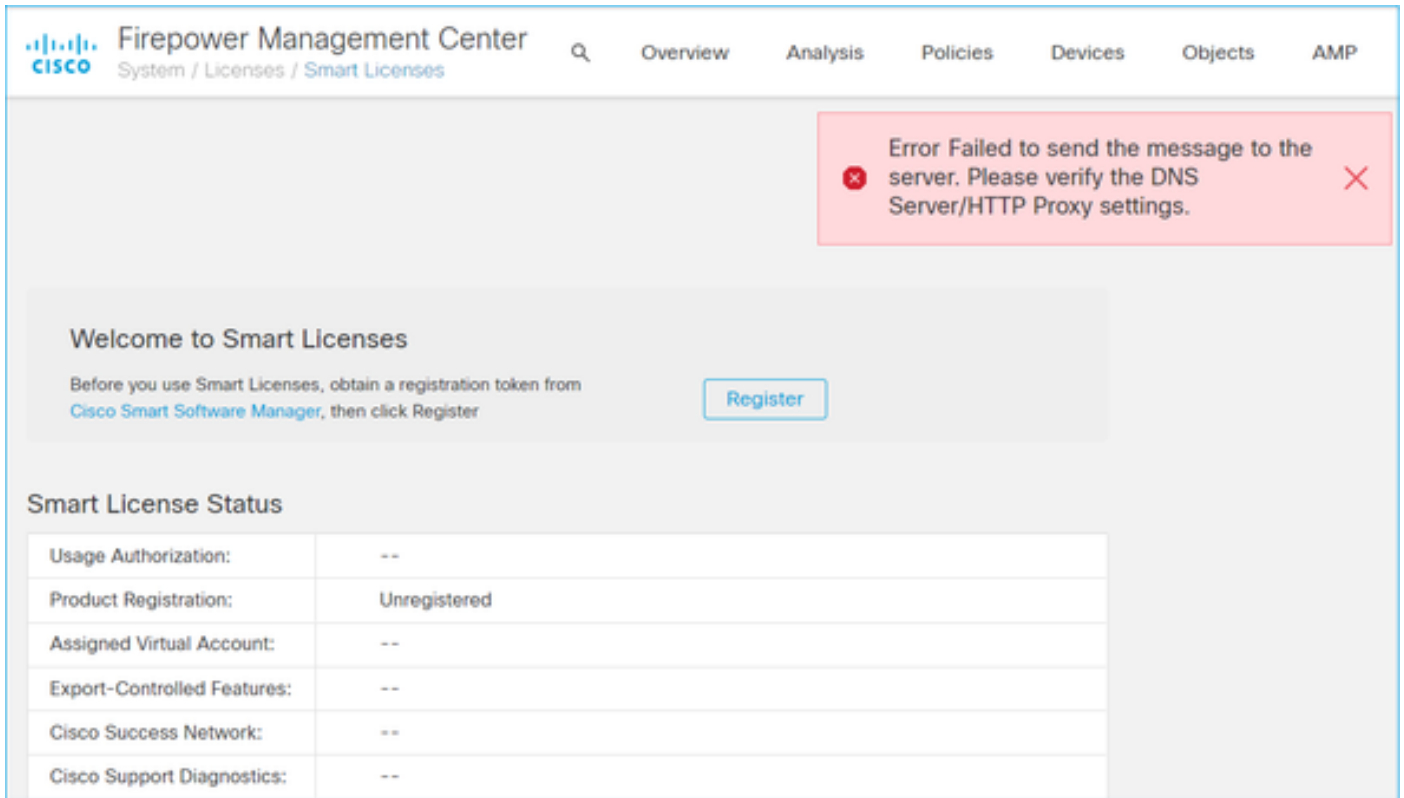 CISCO
Firepower Management Center
System / Licenses / Smart Licenses
Overview Analysis Policies Devices Objects AMP
Error Failed to send the message to the
server. Please verify the DNS
Server/HTTP Proxy settings.
Welcome to Smart Licenses
Before you use Smart Licenses, obtain a registration token from
Cisco Smart Software Manager, then click Register
Register
Smart License Status
Usage Authorization: --
Product Registration: Unregistered
Assigned Virtual Account: --
Export-Controlled Features: --
Cisco Success Network: --
Cisco Support Diagnostics: --